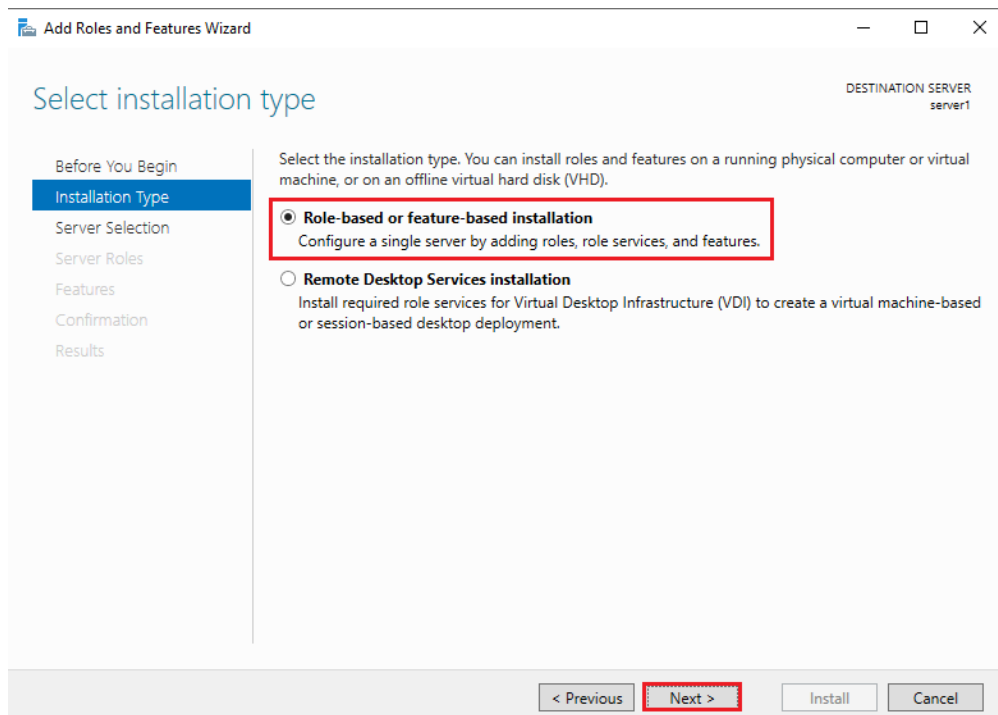 Add Roles and Features Wizard
Select installation type
DESTINATION SERVER
server1
Before You Begin
Installation Type
Server Selection
Server Roles
Features
Confirmation
Results
Select the installation type. You can install roles and features on a running physical computer or virtual
machine, or on an offline virtual hard disk (VHD).
Role-based or feature-based installation
Configure a single server by adding roles, role services, and features.
Remote Desktop Services installation
Install required role services for Virtual Desktop Infrastructure (VDI) to create a virtual machine-based
or session-based desktop deployment.
< Previous
Next >
Install
Cancel